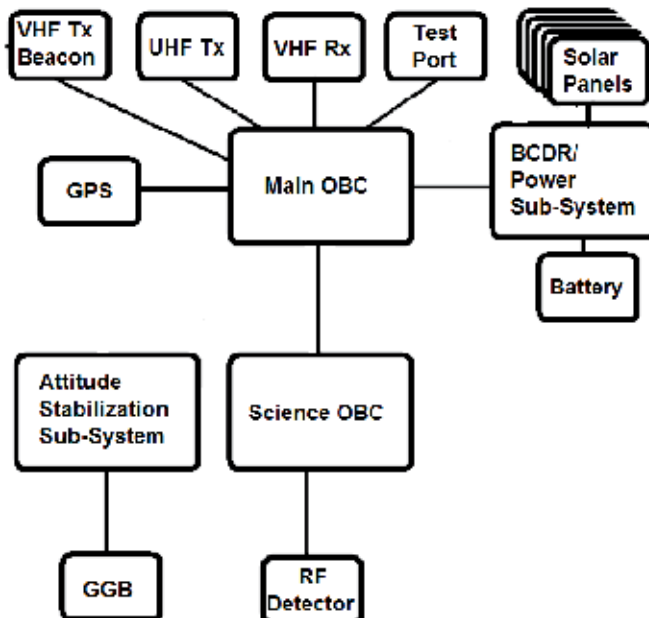 VHF Tx
Beacon
UHF Tx
VHF Rx
Test
Port
Solar
Panels
GPS
Main OBC
BCDR/
Power
Sub-System
Battery
Attitude
Stabilization
Sub-System
Science OBC
GGB
RF
Detector